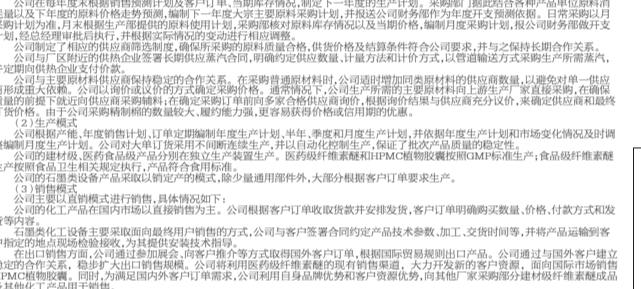 公司在每年度末根据销售预测计划及客户订单,当期库存情况,制定下一年度的生产计划。采购部门据此结合各种产品单位原料消
耗量以及下年度的原料价格走势预测,编制下一年度大宗主要原料采购计划,并报送公司财务部作为年度开支预算依据。日常采购以月
采购计划为准,月末根据生产部提供的原料使用计划,采购部核对原料库存情况以及当期价格,编制月度采购计划,报公司财务部做开支
计划,经总经理审批后执行,并根据实际情况的变动进行相应调整。
公司制定了相应的供应商筛选制度,确保所采购的原料质量合格,供货价格及结算条件符合公司要求,并与之保持长期合作关系。
公司与厂区附近的供热企业签署长期供应蒸汽合同,明确约定供应数量、计量方法和计价方式,以管道输送方式采购生产所需蒸汽,
定期向供热企业支付价款。
公司与主要原材料供应商保持稳定的合作关系。在采购普通原材料时,公司适时增加同类原材料的供应商数量,以避免对单一供应
商形成重大依赖。公司以询价或议价的方式确定采购价格。通常情况下,公司生产所需的主要原材料向上游生产厂家直接采购,在确保
质量的前提下就近向供应商采购辅料;在确定采购订单前向多家合格供应商询价,根据询价结果与供应商充分议价,来确定供应商和最终
订货价格。由于公司采购精制棉的数量较大、履约能力强,更容易获得价格或信用期的优惠。
(2)生产模式
公司根据产能、年度销售计划、订单定期编制年度生产计划、半年、季度和月度生产计划,并依据年度生产计划和市场变化情况及时调
整编制月度生产计划。公司对大单订货采用不间断连续生产,并以自动化控制生产,保证了批次产品质量的稳定性。
公司的建材级、医药食品级产品分别在独立生产装置生产。医药级纤维素醚和HPMC植物胶囊按照GMP标准生产;食品级纤维素醚
生产按照食品卫生相关规定执行,产品符合食用标准。
公司的石墨类设备产品采取以销定产的模式,除少量通用部件外,大部分根据客户订单要求生产。
(3)销售模式
公司主要以直销模式进行销售,具体情况如下:
公司的化工产品在国内市场以直接销售为主。公司根据客户订单收取货款并安排发货,客户订单明确购买数量、价格、付款方式和发
货等内容。
石墨类化工设备主要采取面向最终用户销售的方式,公司与客户签署合同约定产品技术参数、加工、交货时间等,并将产品运输到客
户指定的地点现场检验接收,为其提供安装技术指导。
在出口销售方面,公司通过参加展会、向客户推介等方式取得国外客户订单,根据国际贸易规则出口产品。公司通过与国外客户建立
稳定的合作关系,稳步扩大出口销售规模。公司将利用医药级纤维素醚的现有销售渠道,大力开发新的客户资源,面向国际市场销售
HPMC植物胶囊。同时,为满足国内外客户订单需求,公司利用自身品牌优势和客户资源优势,向其他厂家采购部分建材级纤维素醚成品
及其他化工产品用于销售。